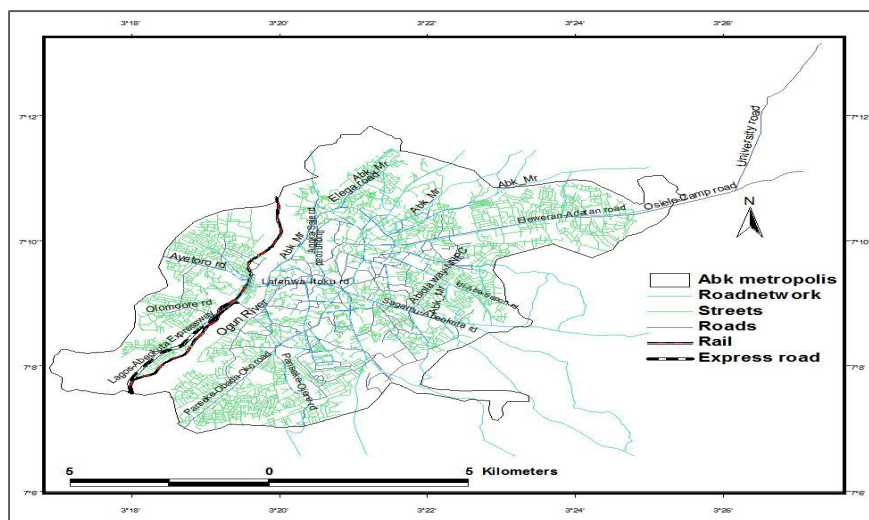 3°18' 3°20' 3°22' 3°24' 3°26'
7°12' 7°12'
University road
Abk_Mr
Elega road
Abk_Mr
Abk_Mr
Osiele Camp road
Eleweran-Adatan road
N
7°10' 7°10'
Abk_Mr
Ayetoro rd
Lafenwa-Itoku rd
Abk_Mr
Olomoore rd
Sagamu-Abeokuta rd
Ogun River
Lagos-Abeokuta Expressway
7°8' 7°8'
Abk metropolis
Roadnetwork
Streets
Roads
Rail
Express road
5 0 5 Kilometers
7°6' 7°6'
3°18' 3°20' 3°22' 3°24' 3°26'